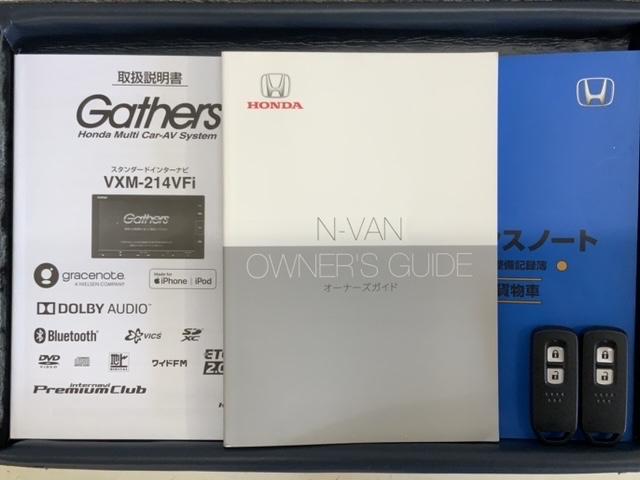 取扱説明書
Gathers
Honda Multi Car-AV System
スタンダードインターナビ
VXM-214VFi
Gathers
gracenote.
A NIELSEN COMPANY
Made for
iPhone | iPod
DOLBY AUDIO
Bluetooth
VICS
SD
XC
DVD
VIDEO
ワイドFM
ETC
2.0
internavi
PremiumClub
HONDA
N-VAN
OWNER'S GUIDE
オーナーズガイド
スノート
整備記録簿
貨物車